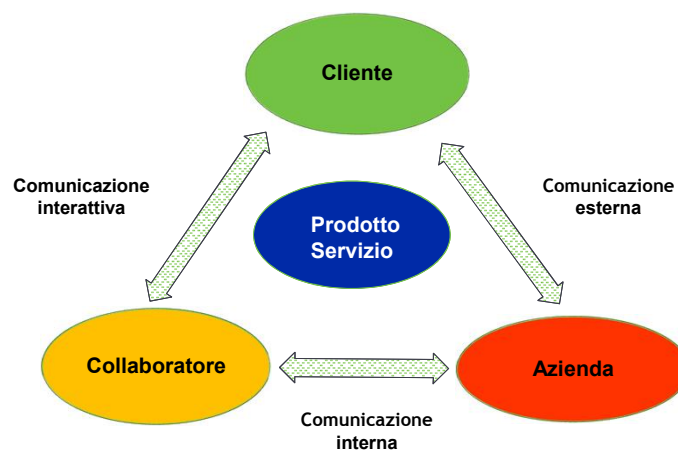 Cliente
Comunicazione
interattiva
Comunicazione
esterna
Prodotto
Servizio
Collaboratore
Azienda
Comunicazione
interna